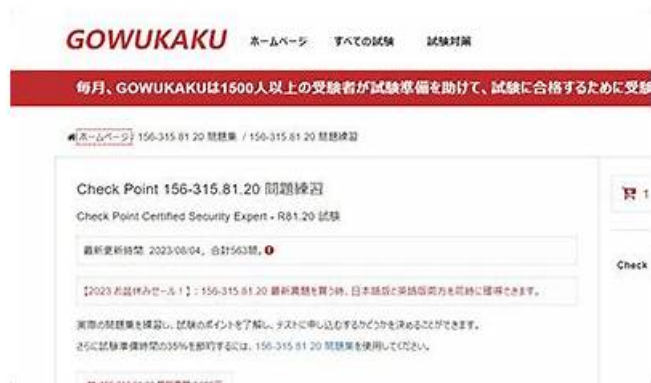 GOWUKAKU
ホームページ すべての試験 試験対策
毎月、GOWUKAKUは1500人以上の受験者が試験準備を助けて、試験に合格するために受験
ホームページ / 156-315.81.20 問題集 / 156-315.81.20 問題練習
Check Point 156-315.81.20 問題練習
Check Point Certified Security Expert - R81.20 試験
最新更新時間: 2023/08/04、合計563問。
1
Check
【2023 お盆休みセール！】：156-315.81.20 最新真題を買う時、日本語版と英語版両方を同時に獲得できます。
実際の問題集を練習し、試験のポイントを了解し、テストに申し込むするかどうかを決めることができます。
さらに試験準備時間の35%を節約するには、156-315.81.20 問題集を使用してください。